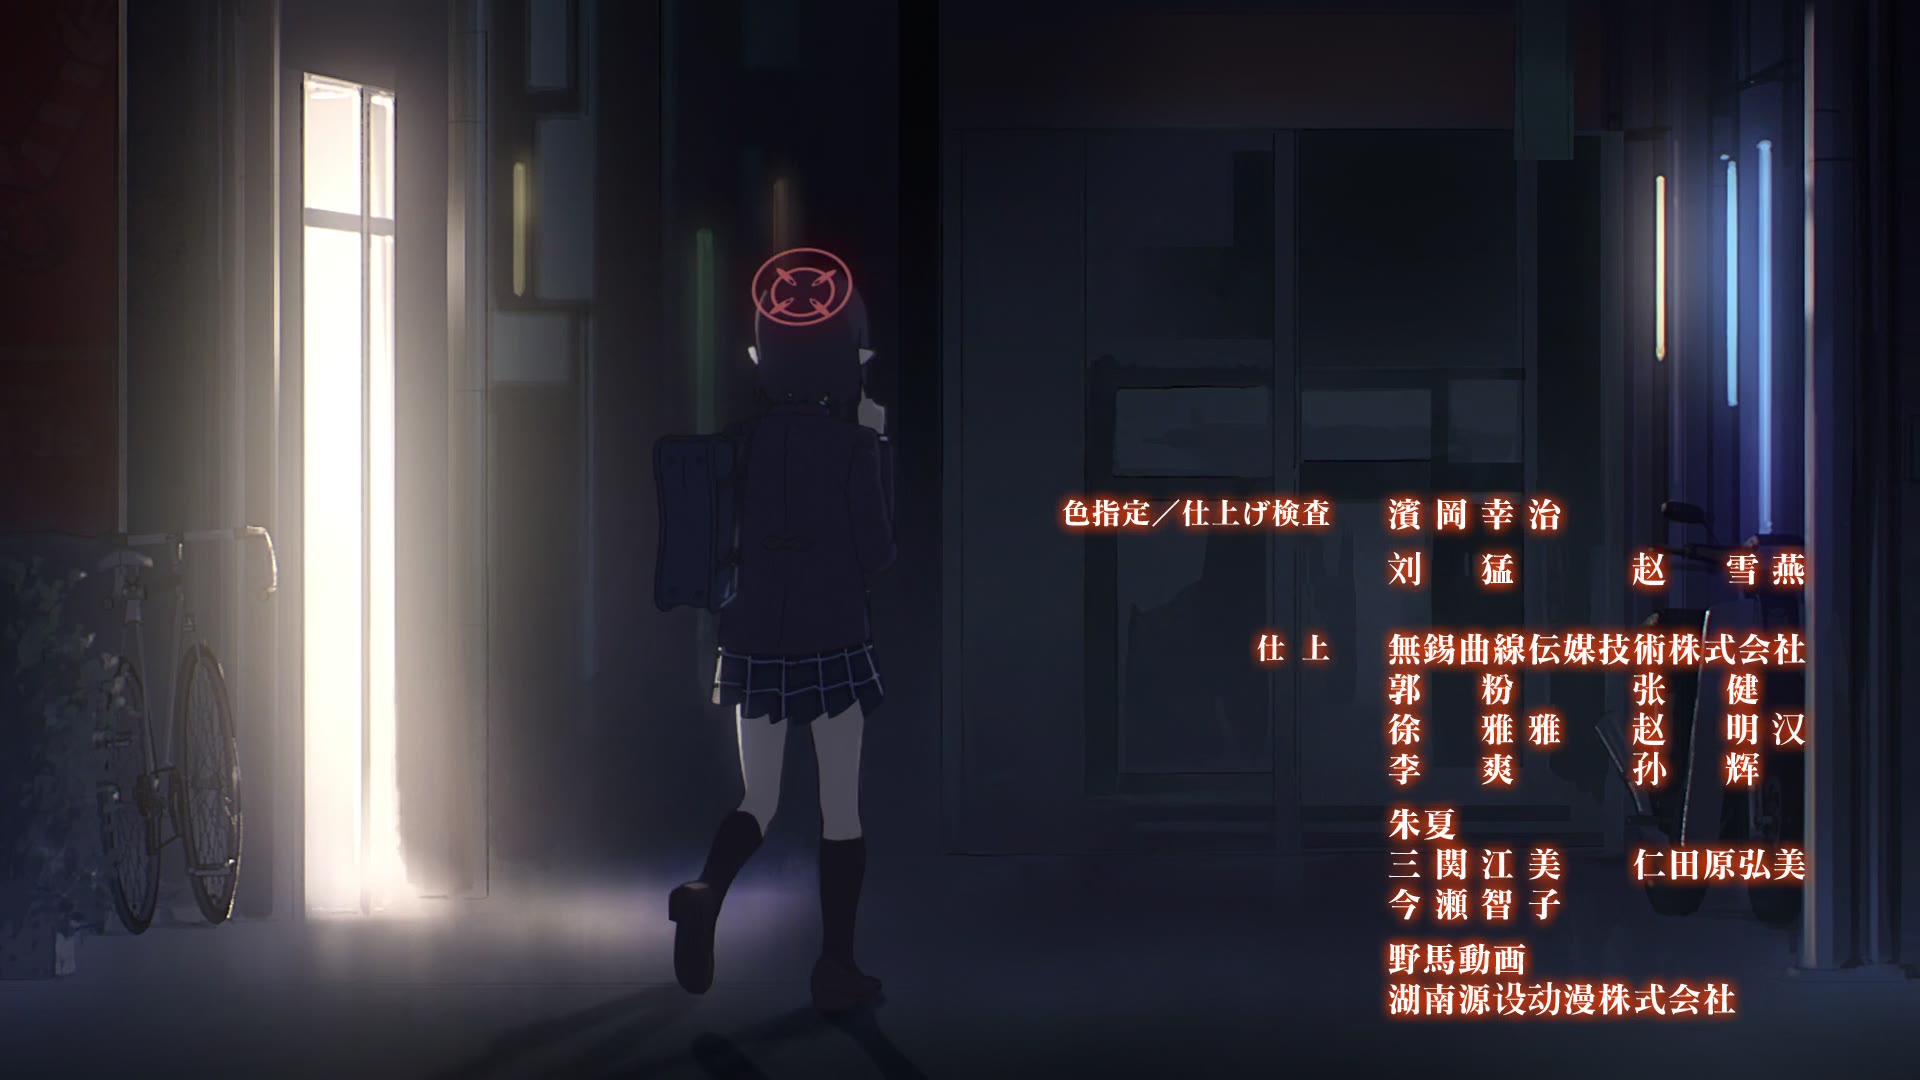 色指定／仕上げ検査 濱岡幸治
刘猛 赵雪燕
仕上 無錫曲線伝媒技術株式会社
郭粉 张健
徐雅雅 赵明汉
李爽 孙辉
朱夏
三関江美 仁田原弘美
今瀬智子
野馬動画
湖南源设动漫株式会社